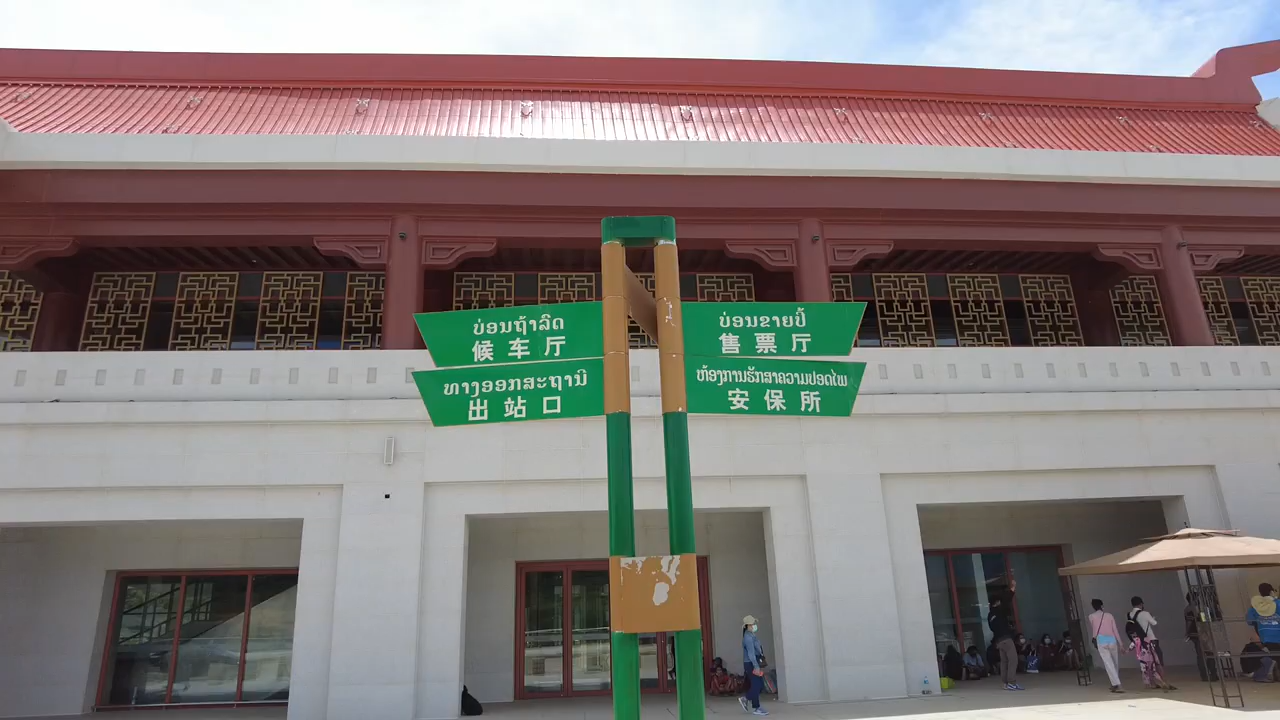 ບ່ອນຖ້າລົດ
候车厅
ທາງອອກສະຖານີ
出站口
ບ່ອນຂາຍປີ້
售票厅
ຫ້ອງການຮັກສາຄວາມປອດໄພ
安保所